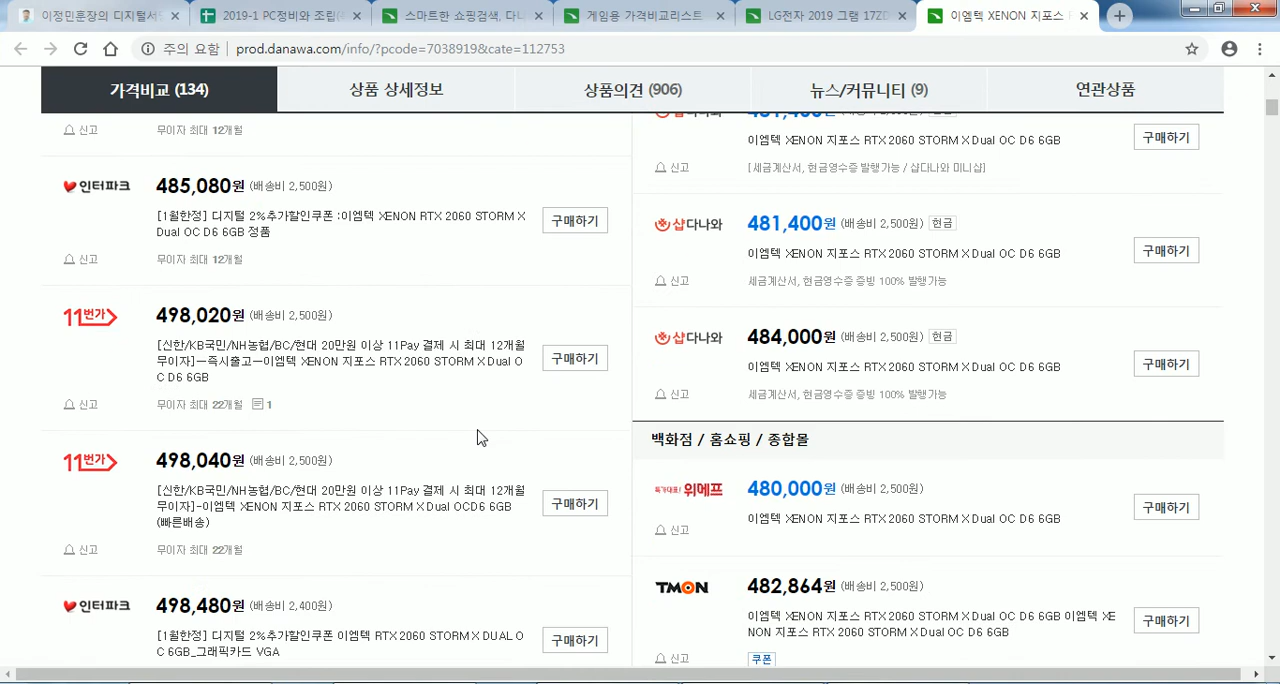 이정민훈장의 디지털서당
2019-1 PC정비와 조립(
스마트한 쇼핑검색, 다나
게임용 가격비교리스트
LG전자 2019 그램 17ZD
이엠텍 XENON 지포스 R
주의 요함
prod.danawa.com/info/?pcode=7038919&cate=112753
가격비교 (134)
상품 상세정보
상품의견 (906)
뉴스/커뮤니티 (9)
연관상품
신고
무이자 최대 12개월
인터파크
485,080원 (배송비 2,500원)
[1월한정] 디지털 2%추가할인쿠폰 :이엠텍 XENON RTX 2060 STORM X
Dual OC D6 6GB 정품
구매하기
신고
무이자 최대 12개월
11번가
498,020원 (배송비 2,500원)
[신한/KB국민/NH농협/BC/현대 20만원 이상 11Pay 결제 시 최대 12개월
무이자]—즉시출고—이엠텍 XENON 지포스 RTX 2060 STORM X Dual O
C D6 6GB
구매하기
신고
무이자 최대 22개월
1
11번가
498,040원 (배송비 2,500원)
[신한/KB국민/NH농협/BC/현대 20만원 이상 11Pay 결제 시 최대 12개월
무이자]-이엠텍 XENON 지포스 RTX 2060 STORM X Dual OCD6 6GB
(빠른배송)
구매하기
신고
무이자 최대 22개월
인터파크
498,480원 (배송비 2,400원)
[1월한정] 디지털 2%추가할인쿠폰 이엠텍 RTX 2060 STORM X DUAL O
C 6GB_그래픽카드 VGA
구매하기
이엠텍 XENON 지포스 RTX 2060 STORM X Dual OC D6 6GB
구매하기
신고
[세금계산서, 현금영수증 발행가능 / 샵다나와 미니샵]
샵다나와
481,400원 (배송비 2,500원) 현금
이엠텍 XENON 지포스 RTX 2060 STORM X Dual OC D6 6GB
구매하기
신고
세금계산서, 현금영수증 증빙 100% 발행가능
샵다나와
484,000원 (배송비 2,500원) 현금
이엠텍 XENON 지포스 RTX 2060 STORM X Dual OC D6 6GB
구매하기
신고
세금계산서, 현금영수증 증빙 100% 발행가능
백화점 / 홈쇼핑 / 종합몰
특가대표! 위메프
480,000원 (배송비 2,500원)
이엠텍 XENON 지포스 RTX 2060 STORM X Dual OC D6 6GB
구매하기
신고
TMON
482,864원 (배송비 2,500원)
이엠텍 XENON 지포스 RTX 2060 STORM X Dual OC D6 6GB 이엠텍 XE
NON 지포스 RTX 2060 STORM X Dual OC D6 6GB
구매하기
신고
쿠폰